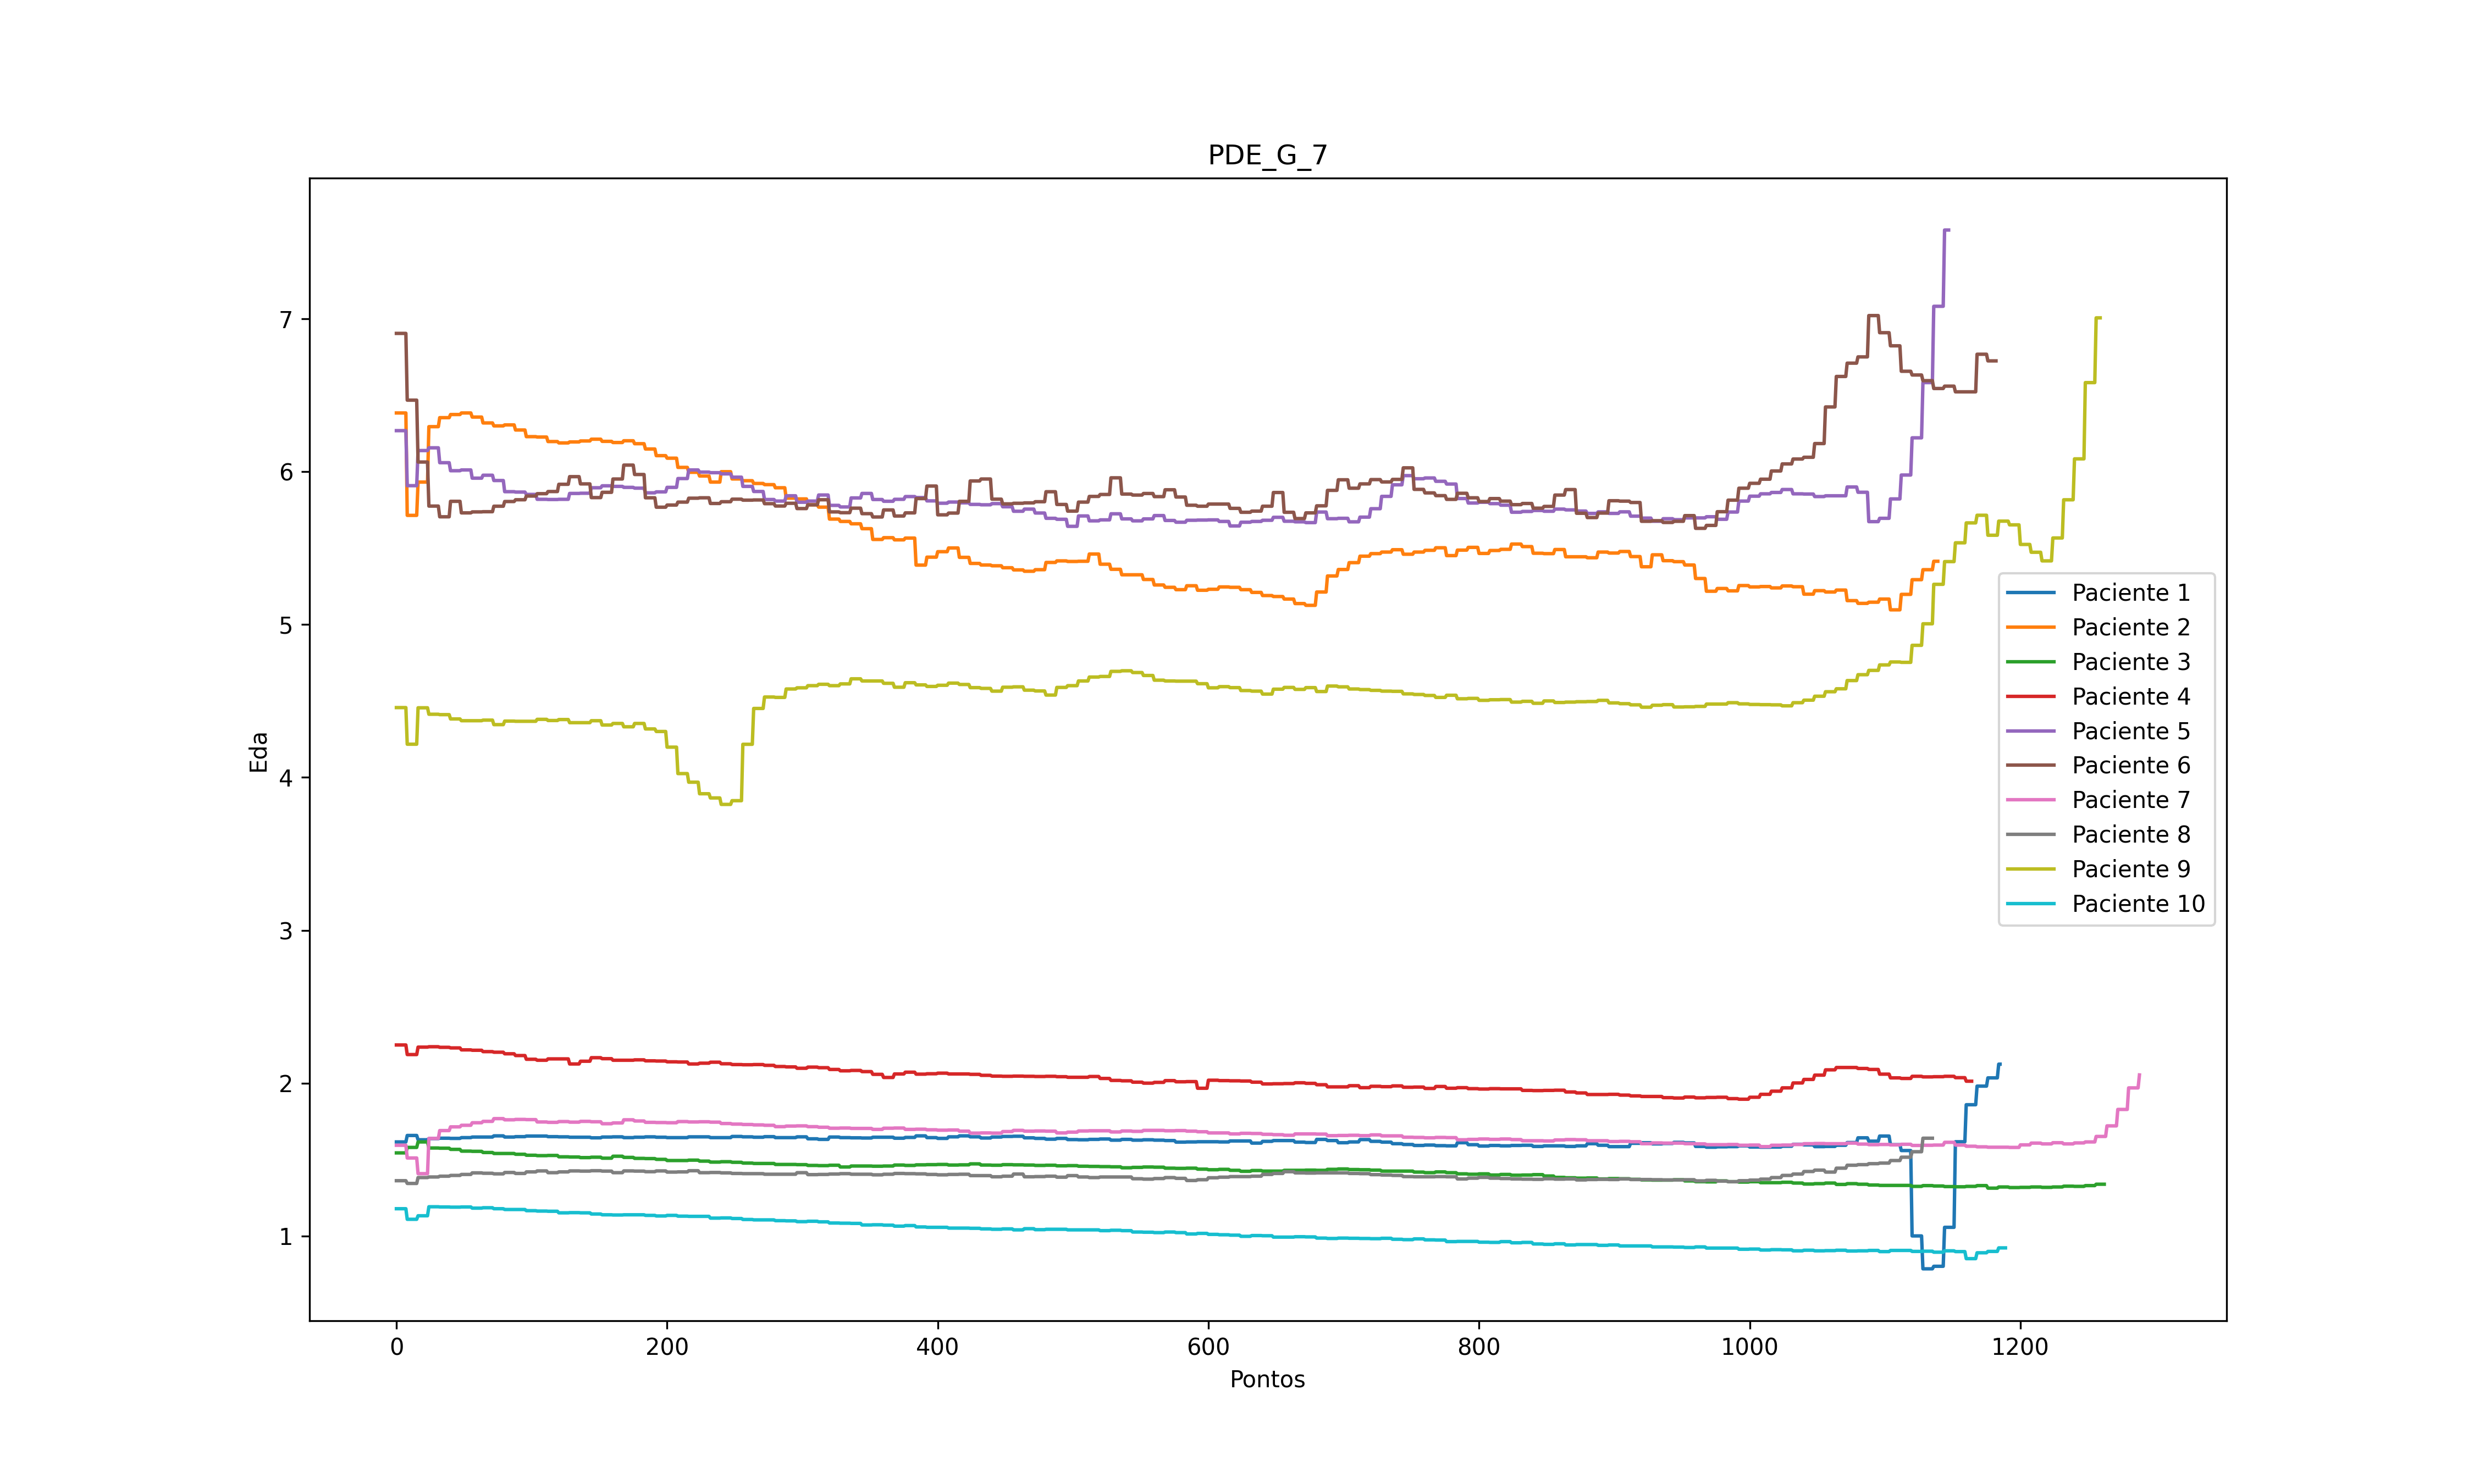 PDE_G_7
7
6
5
4
3
2
1
Eda
0 200 400 600 800 1000 1200
Pontos
Paciente 1
Paciente 2
Paciente 3
Paciente 4
Paciente 5
Paciente 6
Paciente 7
Paciente 8
Paciente 9
Paciente 10